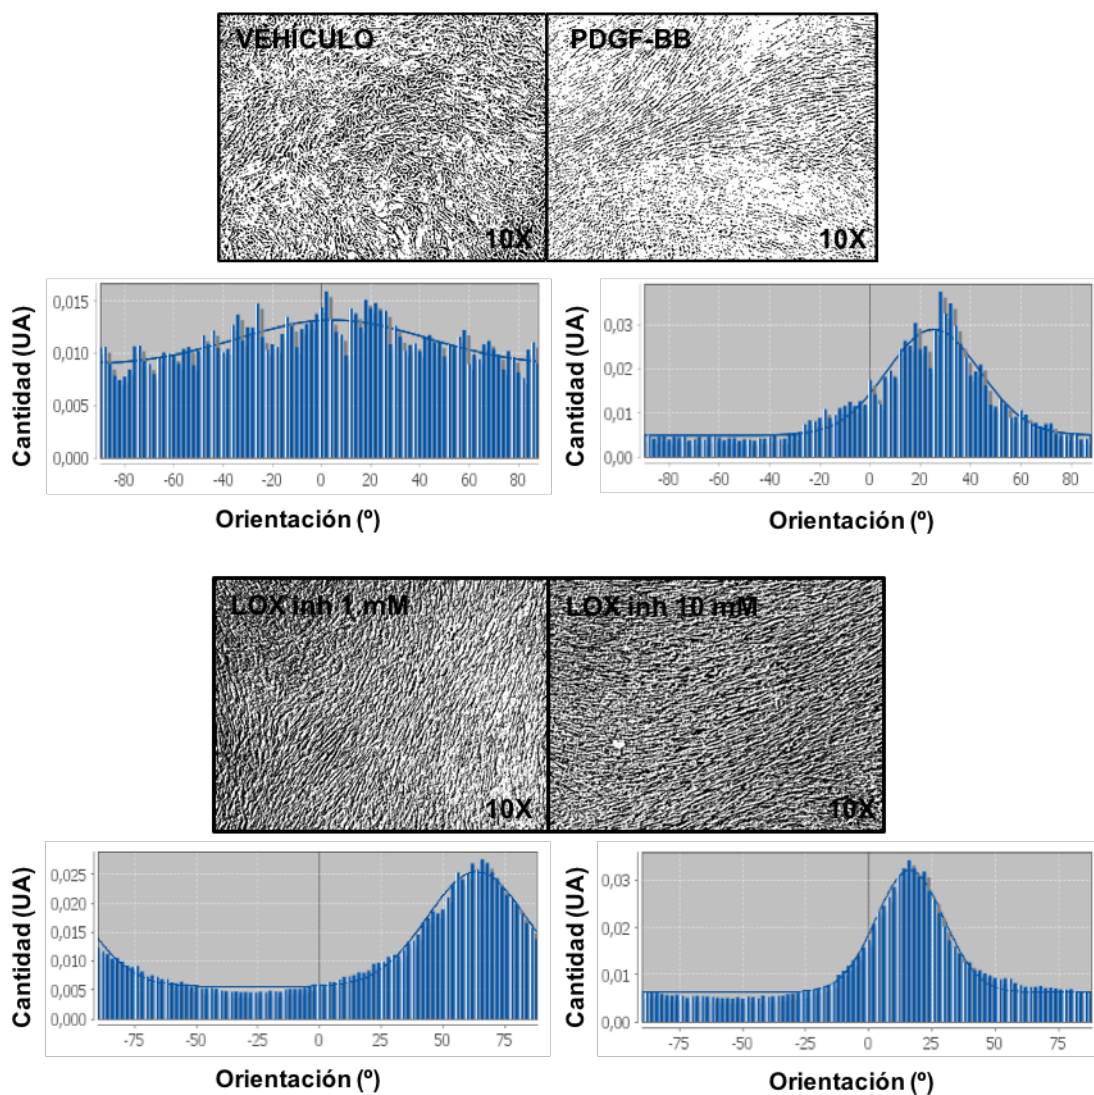 VEHÍCULO
PDGF-BB
10X
10X
Cantidad (UA)
0,015
0,010
0,005
0,000
-80 -60 -40 -20 0 20 40 60 80
Orientación (º)
Cantidad (UA)
0,03
0,02
0,01
0,00
-80 -60 -40 -20 0 20 40 60 80
Orientación (º)
LOX inh 1 mM
LOX inh 10 mM
10X
10X
Cantidad (UA)
0,025
0,020
0,015
0,010
0,005
0,000
-75 -50 -25 0 25 50 75
Orientación (º)
Cantidad (UA)
0,03
0,02
0,01
0,00
-75 -50 -25 0 25 50 75
Orientación (º)